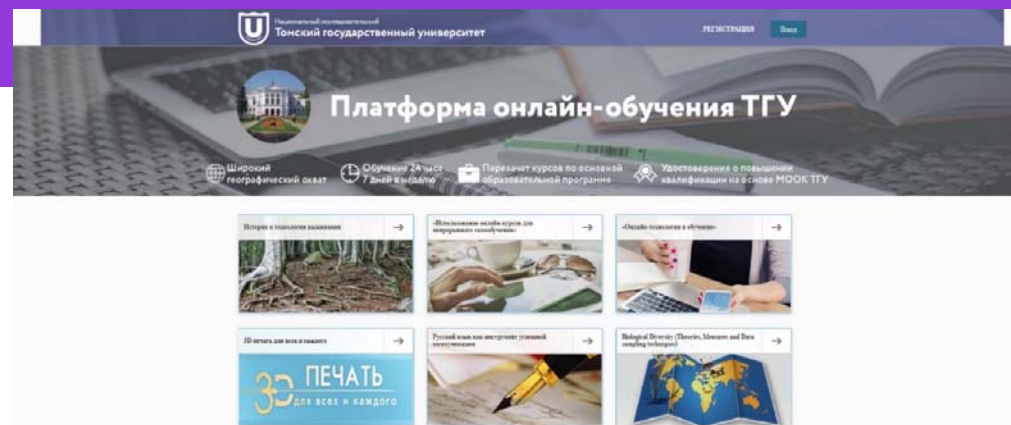 Национальный исследовательский
Томский государственный университет
РЕГИСТРАЦИЯ
Вход
Платформа онлайн-обучения ТГУ
Широкий
географический охват
Обучение 24 часа
7 дней в неделю
Перезачет курсов по основной
образовательной программе
Удостоверение о повышении
квалификации на основе МООК ТГУ
История и технология выживания
«Использование онлайн-курсов для
непрерывного самообучения»
«Онлайн-технологии в обучении»
3D-печать для всех и каждого
Русский язык как инструмент успешной
коммуникации
Biological Diversity (Theories, Measures and Data
sampling techniques)
3D ПЕЧАТЬ
для всех и каждого